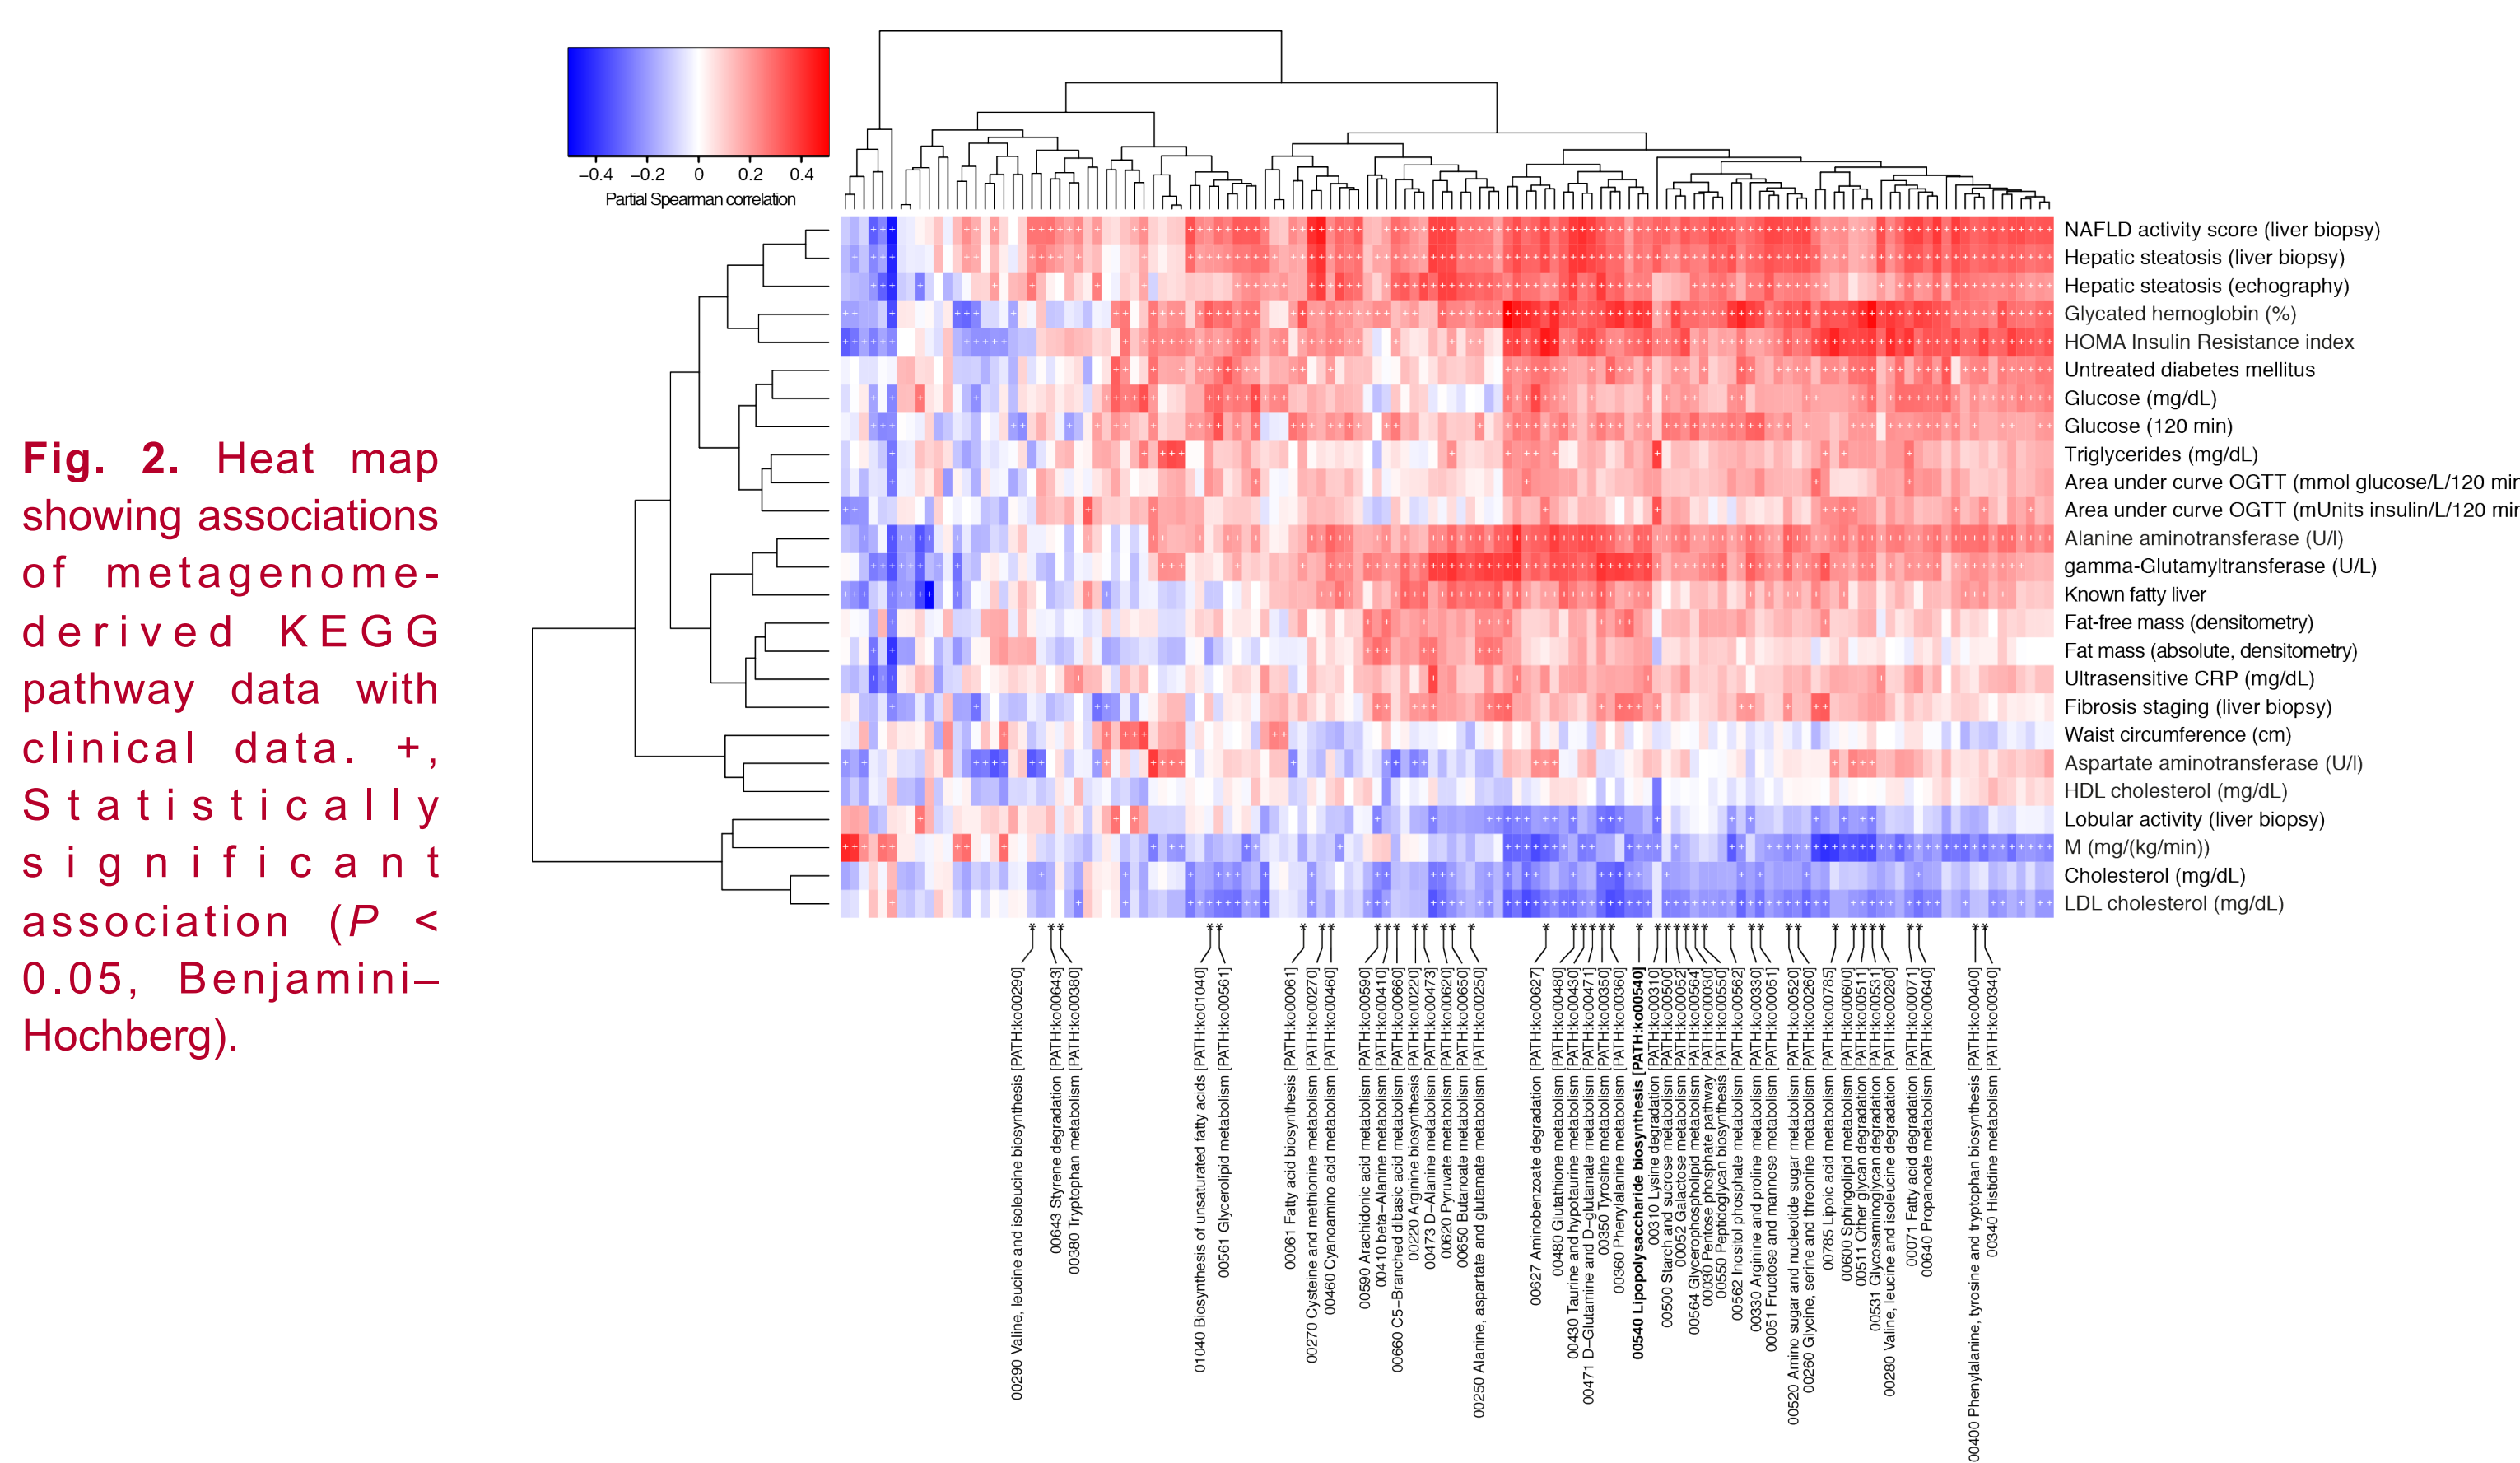 Fig. 2. Heat map
showing associations
of metagenome-
derived KEGG
pathway data with
clinical data. +,
Statistically
significant
association (P <
0.05, Benjamini–
Hochberg).
−0.4 −0.2 0 0.2 0.4
Partial Spearman correlation
NAFLD activity score (liver biopsy)
Hepatic steatosis (liver biopsy)
Hepatic steatosis (echography)
Glycated hemoglobin (%)
HOMA Insulin Resistance index
Untreated diabetes mellitus
Glucose (mg/dL)
Glucose (120 min)
Triglycerides (mg/dL)
Area under curve OGTT (mmol glucose/L/120 min
Area under curve OGTT (mUnits insulin/L/120 min
Alanine aminotransferase (U/l)
gamma-Glutamyltransferase (U/L)
Known fatty liver
Fat-free mass (densitometry)
Fat mass (absolute, densitometry)
Ultrasensitive CRP (mg/dL)
Fibrosis staging (liver biopsy)
Waist circumference (cm)
Aspartate aminotransferase (U/l)
HDL cholesterol (mg/dL)
Lobular activity (liver biopsy)
M (mg/(kg/min))
Cholesterol (mg/dL)
LDL cholesterol (mg/dL)
00290 Valine, leucine and isoleucine biosynthesis [PATH:ko00290]
00643 Styrene degradation [PATH:ko00643]
00380 Tryptophan metabolism [PATH:ko00380]
01040 Biosynthesis of unsaturated fatty acids [PATH:ko01040]
00561 Glycerolipid metabolism [PATH:ko00561]
00061 Fatty acid biosynthesis [PATH:ko00061]
00270 Cysteine and methionine metabolism [PATH:ko00270]
00460 Cyanoamino acid metabolism [PATH:ko00460]
00590 Arachidonic acid metabolism [PATH:ko00590]
00410 beta−Alanine metabolism [PATH:ko00410]
00660 C5−Branched dibasic acid metabolism [PATH:ko00660]
00220 Arginine biosynthesis [PATH:ko00220]
00473 D−Alanine metabolism [PATH:ko00473]
00620 Pyruvate metabolism [PATH:ko00620]
00650 Butanoate metabolism [PATH:ko00650]
00250 Alanine, aspartate and glutamate metabolism [PATH:ko00250]
00627 Aminobenzoate degradation [PATH:ko00627]
00480 Glutathione metabolism [PATH:ko00480]
00430 Taurine and hypotaurine metabolism [PATH:ko00430]
00471 D−Glutamine and D−glutamate metabolism [PATH:ko00471]
00350 Tyrosine metabolism [PATH:ko00350]
00360 Phenylalanine metabolism [PATH:ko00360]
00540 Lipopolysaccharide biosynthesis [PATH:ko00540]
00310 Lysine degradation [PATH:ko00310]
00500 Starch and sucrose metabolism [PATH:ko00500]
00052 Galactose metabolism [PATH:ko00052]
00564 Glycerophospholipid metabolism [PATH:ko00564]
00030 Pentose phosphate pathway [PATH:ko00030]
00550 Peptidoglycan biosynthesis [PATH:ko00550]
00562 Inositol phosphate metabolism [PATH:ko00562]
00330 Arginine and proline metabolism [PATH:ko00330]
00051 Fructose and mannose metabolism [PATH:ko00051]
00520 Amino sugar and nucleotide sugar metabolism [PATH:ko00520]
00260 Glycine, serine and threonine metabolism [PATH:ko00260]
00785 Lipoic acid metabolism [PATH:ko00785]
00600 Sphingolipid metabolism [PATH:ko00600]
00511 Other glycan degradation [PATH:ko00511]
00531 Glycosaminoglycan degradation [PATH:ko00531]
00280 Valine, leucine and isoleucine degradation [PATH:ko00280]
00071 Fatty acid degradation [PATH:ko00071]
00640 Propanoate metabolism [PATH:ko00640]
00400 Phenylalanine, tyrosine and tryptophan biosynthesis [PATH:ko00400]
00340 Histidine metabolism [PATH:ko00340]